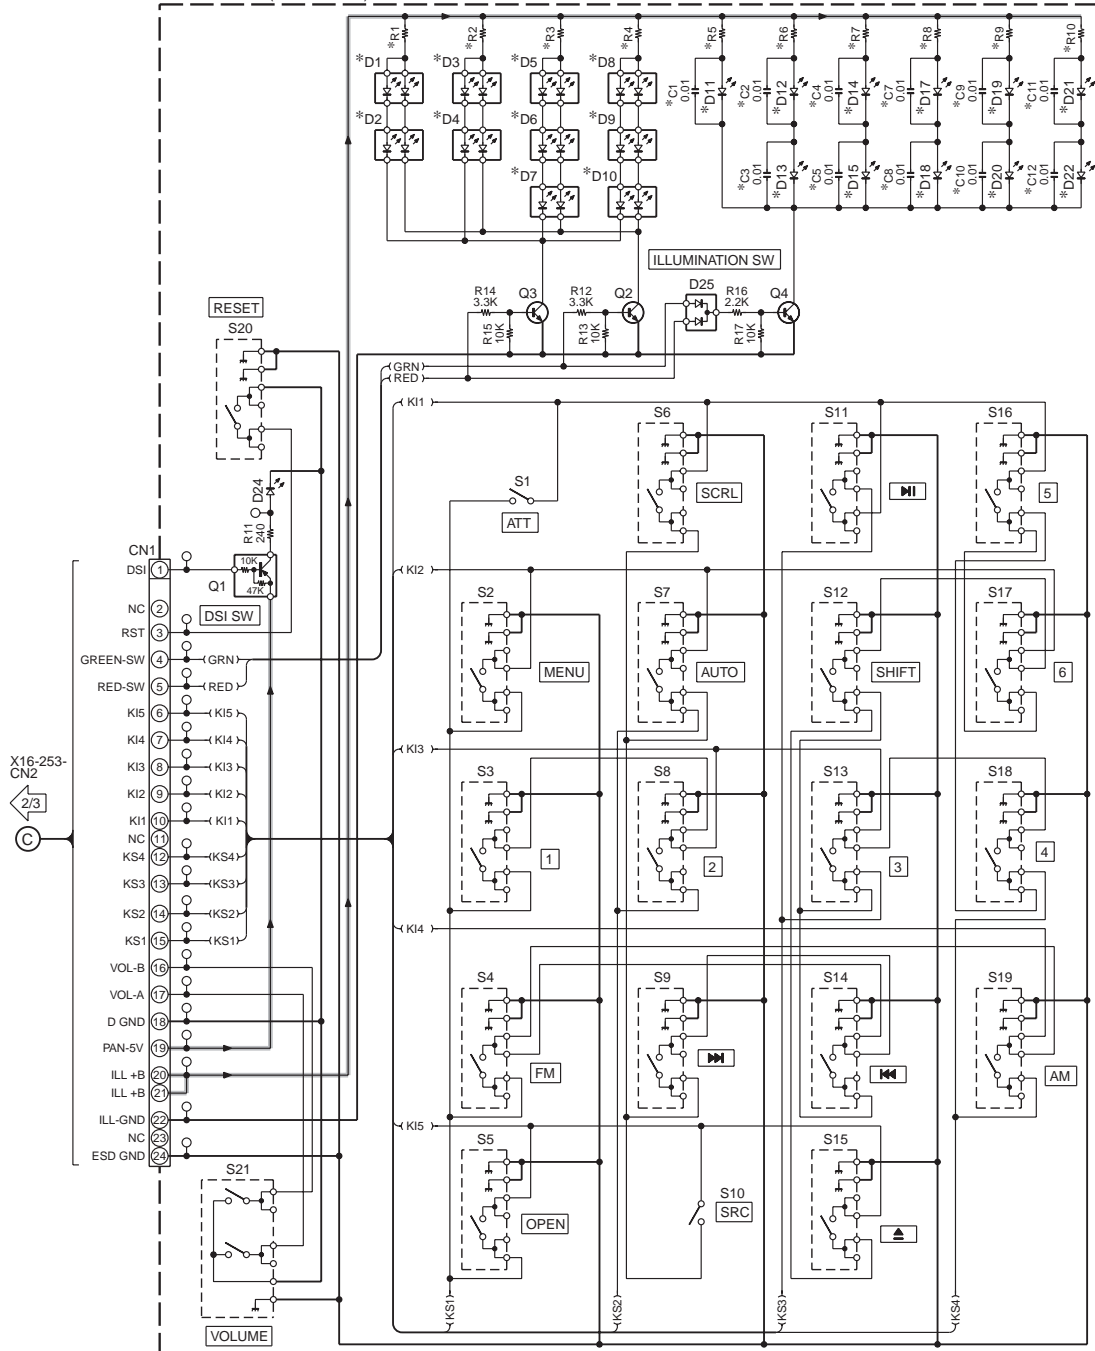 *R1
*R2
*R3
*R4
*R5
*R6
*R7
*R8
*R9
*R10
*D1
*D3
*D5
*D8
*C1
0.01
*D11
*C2
0.01
*D12
C4
0.01
*D14
C7
0.01
*D17
*C9
0.01
*D19
C11
0.01
*D21
*D2
*D4
*D6
*D9
*D7
*D10
*C3
0.01
*D13
*C5
0.01
*D15
*C8
0.01
*D18
*C10
0.01
*D20
*C12
0.01
*D22
ILLUMINATION SW
R14
3.3K
Q3
R12
3.3K
Q2
D25
R16
2.2K
Q4
R15
10K
R13
10K
R17
10K
RESET
S20
GRN
RED
KI1
S6
S11
S16
S1
ATT
SCRL
5
D24
R11
240
CN1
DSI 1
10K
47K
Q1
DSI SW
KI2
S2
S7
S12
S17
MENU
AUTO
SHIFT
6
NC 2
RST 3
GREEN-SW 4 GRN
RED-SW 5 RED
KI5 6 KI5
KI4 7 KI4
KI3 8 KI3
KI2 9 KI2
KI1 10 KI1
NC 11
KS4 12 KS4
KS3 13 KS3
KS2 14 KS2
KS1 15 KS1
VOL-B 16
VOL-A 17
D GND 18
PAN-5V 19
ILL +B 20
ILL +B 21
ILL-GND 22
NC 23
ESD GND 24
X16-253-
CN2
2/3
C
KI3
S3
S8
S13
S18
1
2
3
4
KI4
S4
S9
S14
S19
FM
AM
KI5
S5
S10
SRC
S15
OPEN
S21
VOLUME
KS1
KS2
KS3
KS4